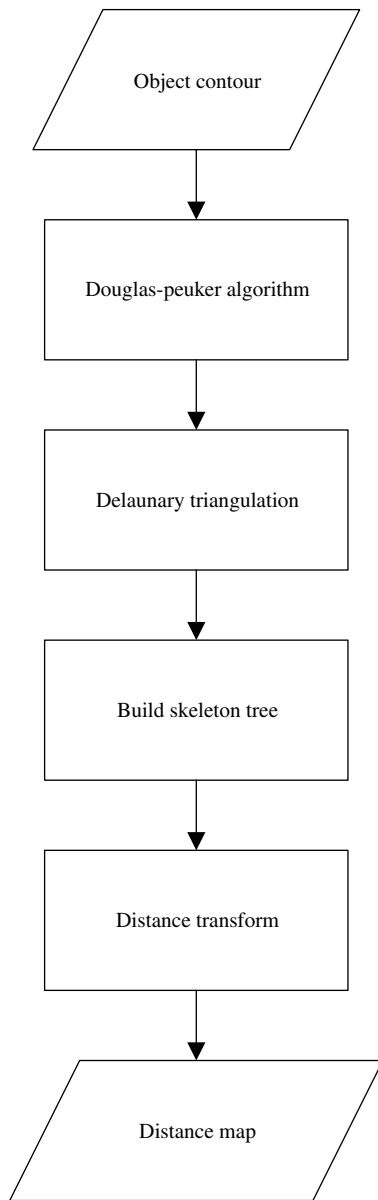 Object contour
Douglas-peuker algorithm
Delaunary triangulation
Build skeleton tree
Distance transform
Distance map